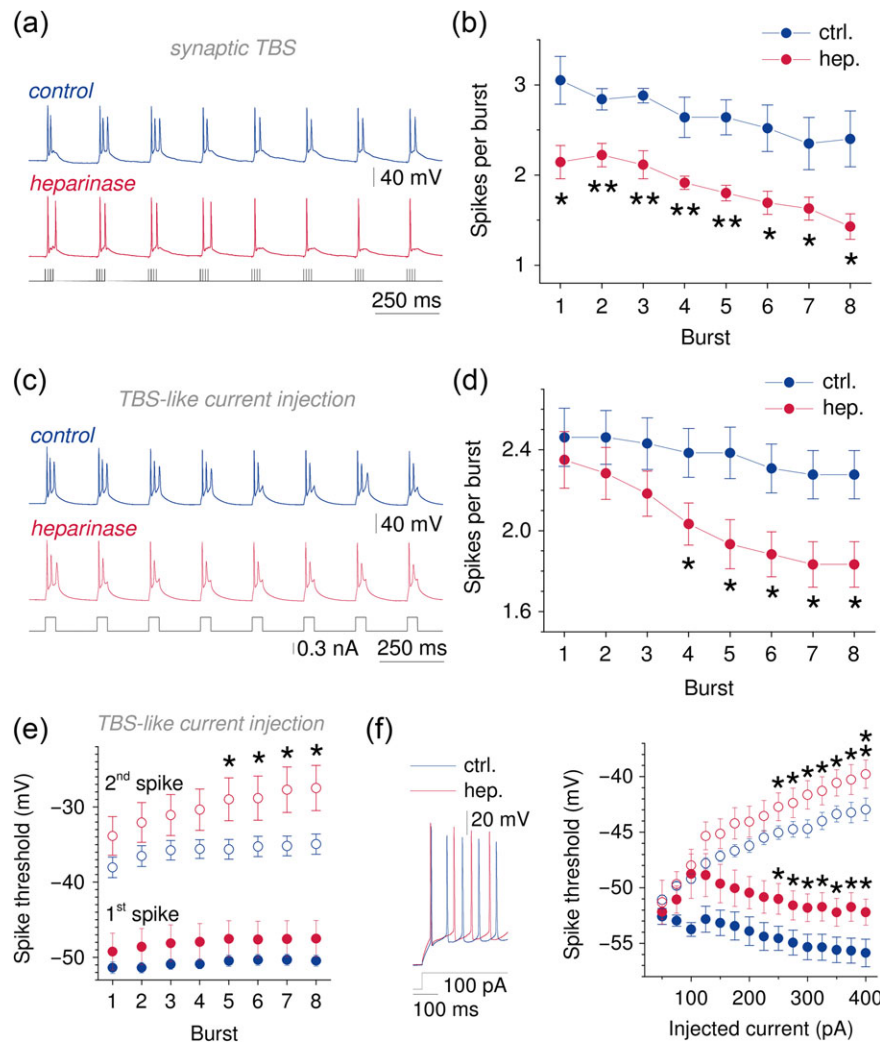 (a)
synaptic TBS
control
40 mV
heparinase
40 mV
250 ms
(b)
ctrl.
hep.
Spikes per burst
3
2
1
* ** ** ** ** * * *
1 2 3 4 5 6 7 8
Burst
(c)
TBS-like current injection
control
40 mV
heparinase
0.3 nA
250 ms
(d)
ctrl.
hep.
Spikes per burst
2.4
2.0
1.6
* * * * *
1 2 3 4 5 6 7 8
Burst
(e)
TBS-like current injection
* * * *
2nd spike
1st spike
Spike threshold (mV)
−30
−40
−50
1 2 3 4 5 6 7 8
Burst
(f)
ctrl.
hep.
20 mV
100 pA
100 ms
Spike threshold (mV)
−40
−45
−50
−55
* * * * * * **
* * * * * * *
100 200 300 400
Injected current (pA)